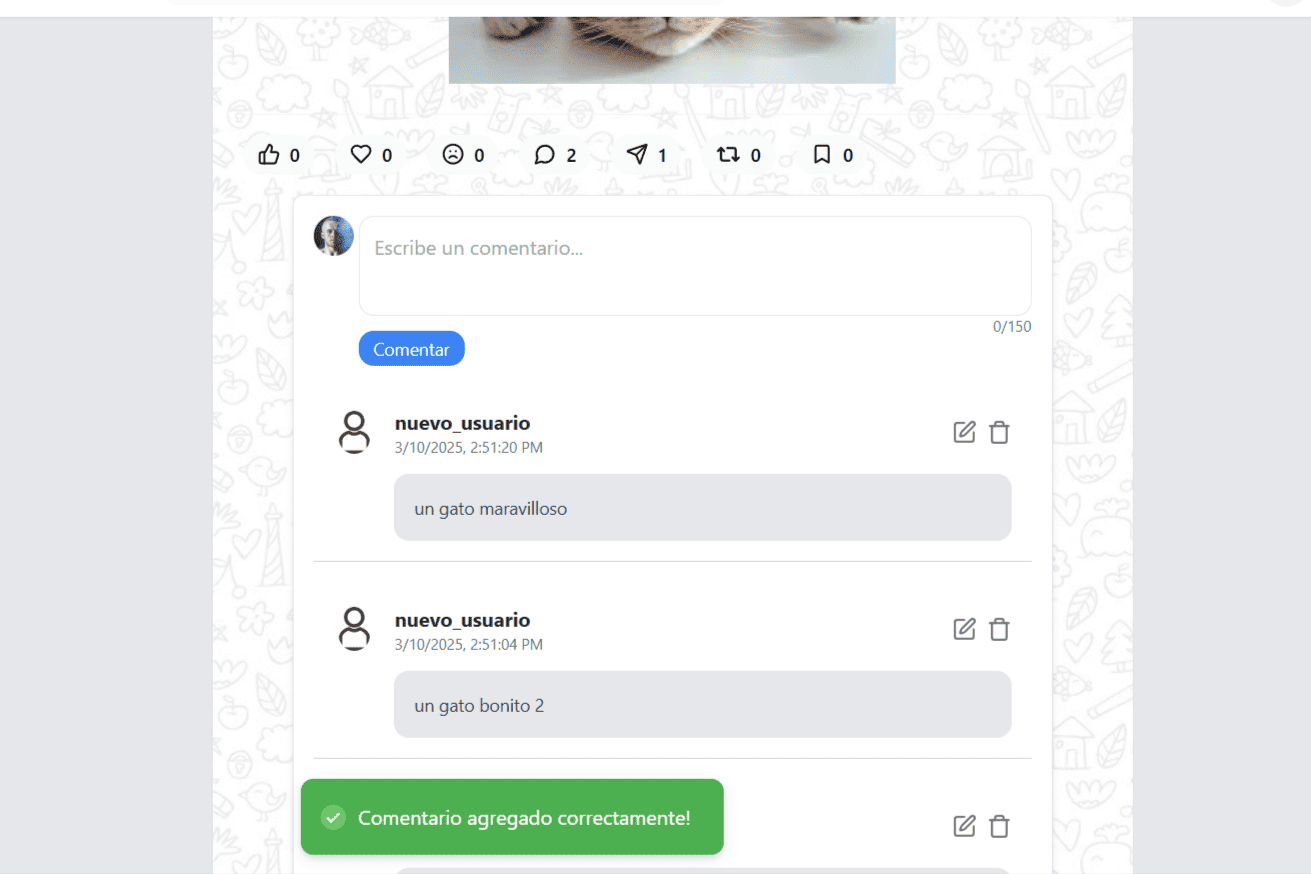 0 0 0 2 1 0 0
Escribe un comentario...
0/150
Comentar
nuevo_usuario
3/10/2025, 2:51:20 PM
un gato maravilloso
nuevo_usuario
3/10/2025, 2:51:04 PM
un gato bonito 2
Comentario agregado correctamente!